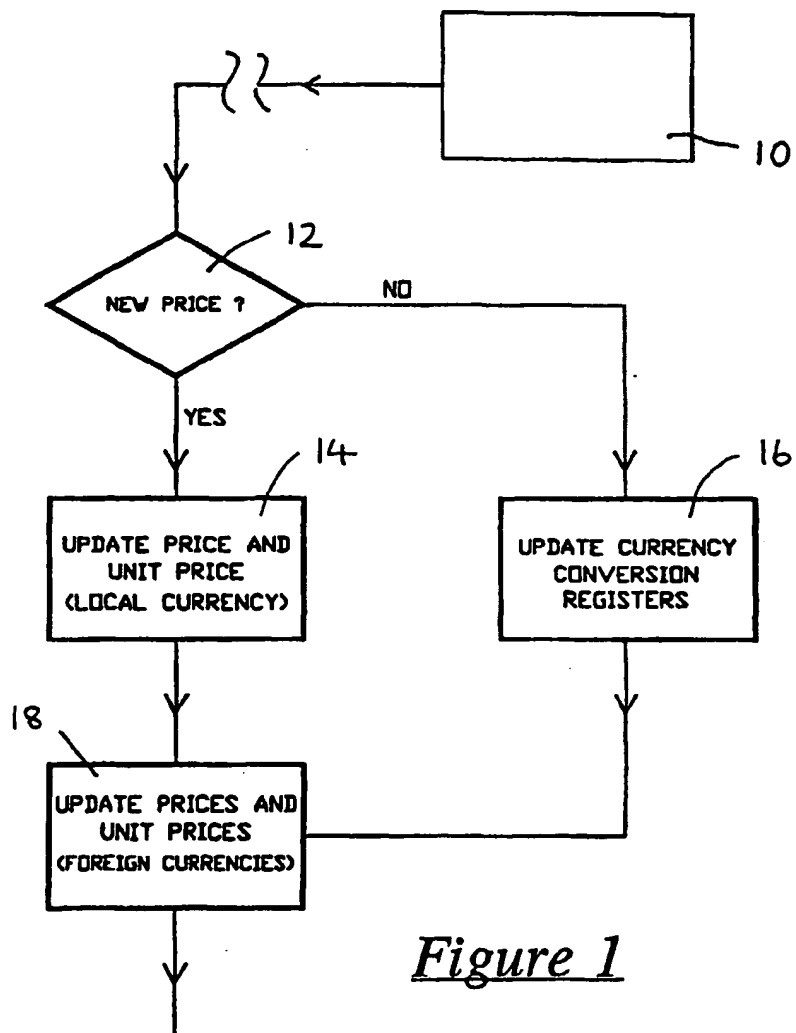 10
12
NEW PRICE ?
NO
YES
14
16
UPDATE PRICE AND
UNIT PRICE
(LOCAL CURRENCY)
UPDATE CURRENCY
CONVERSION
REGISTERS
18
UPDATE PRICES AND
UNIT PRICES
(FOREIGN CURRENCIES)
Figure 1